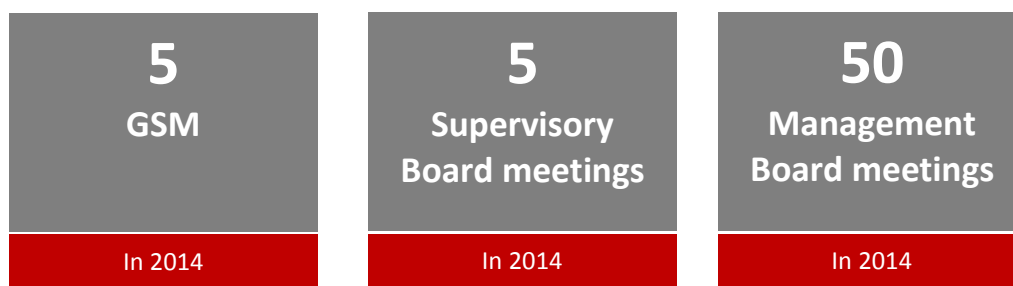 5
GSM
In 2014
5
Supervisory
Board meetings
In 2014
50
Management
Board meetings
In 2014